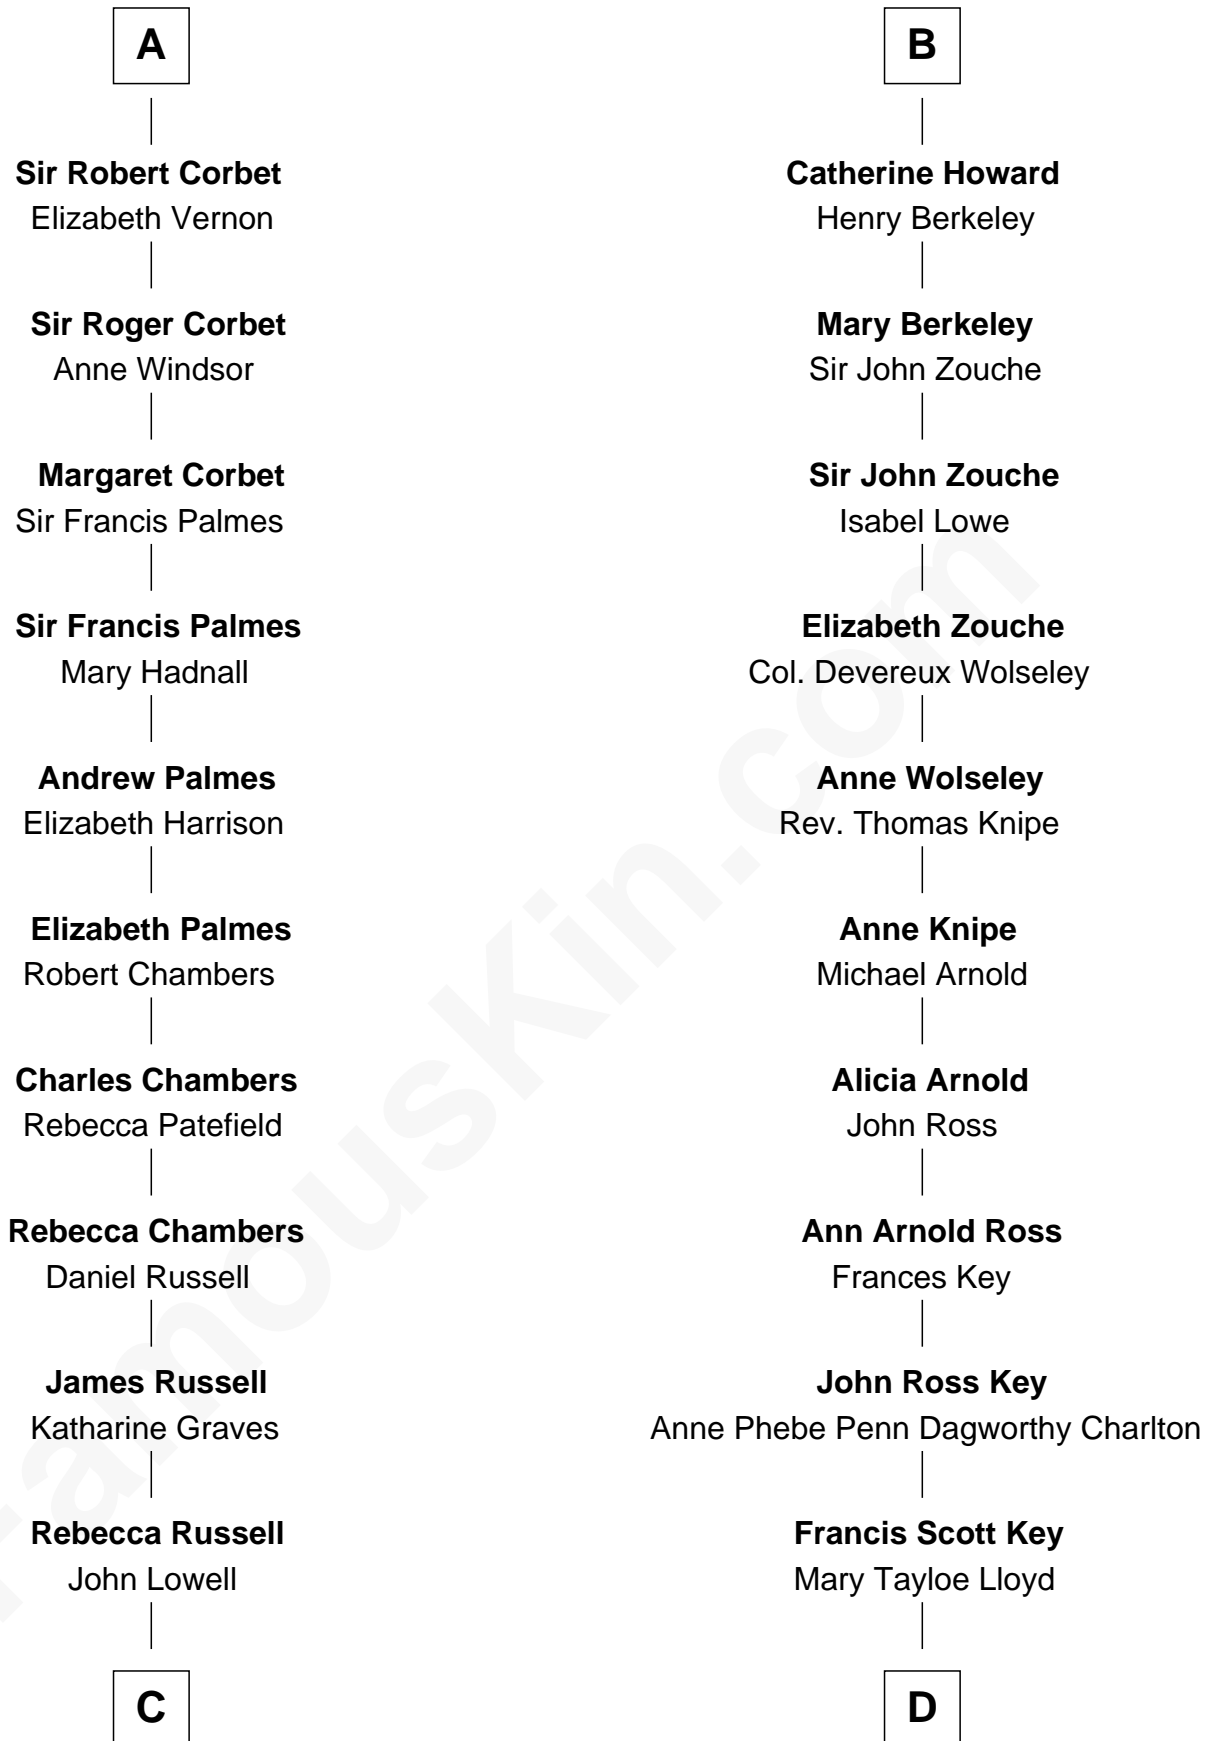 A
Sir Robert Corbet
Elizabeth Vernon
Sir Roger Corbet
Anne Windsor
Margaret Corbet
Sir Francis Palmes
Sir Francis Palmes
Mary Hadnall
Andrew Palmes
Elizabeth Harrison
Elizabeth Palmes
Robert Chambers
Charles Chambers
Rebecca Patefield
Rebecca Chambers
Daniel Russell
James Russell
Katharine Graves
Rebecca Russell
John Lowell
C
B
Catherine Howard
Henry Berkeley
Mary Berkeley
Sir John Zouche
Sir John Zouche
Isabel Lowe
Elizabeth Zouche
Col. Devereux Wolseley
Anne Wolseley
Rev. Thomas Knipe
Anne Knipe
Michael Arnold
Alicia Arnold
John Ross
Ann Arnold Ross
Frances Key
John Ross Key
Anne Phebe Penn Dagworthy Charlton
Francis Scott Key
Mary Tayloe Lloyd
D
FamousKin.com